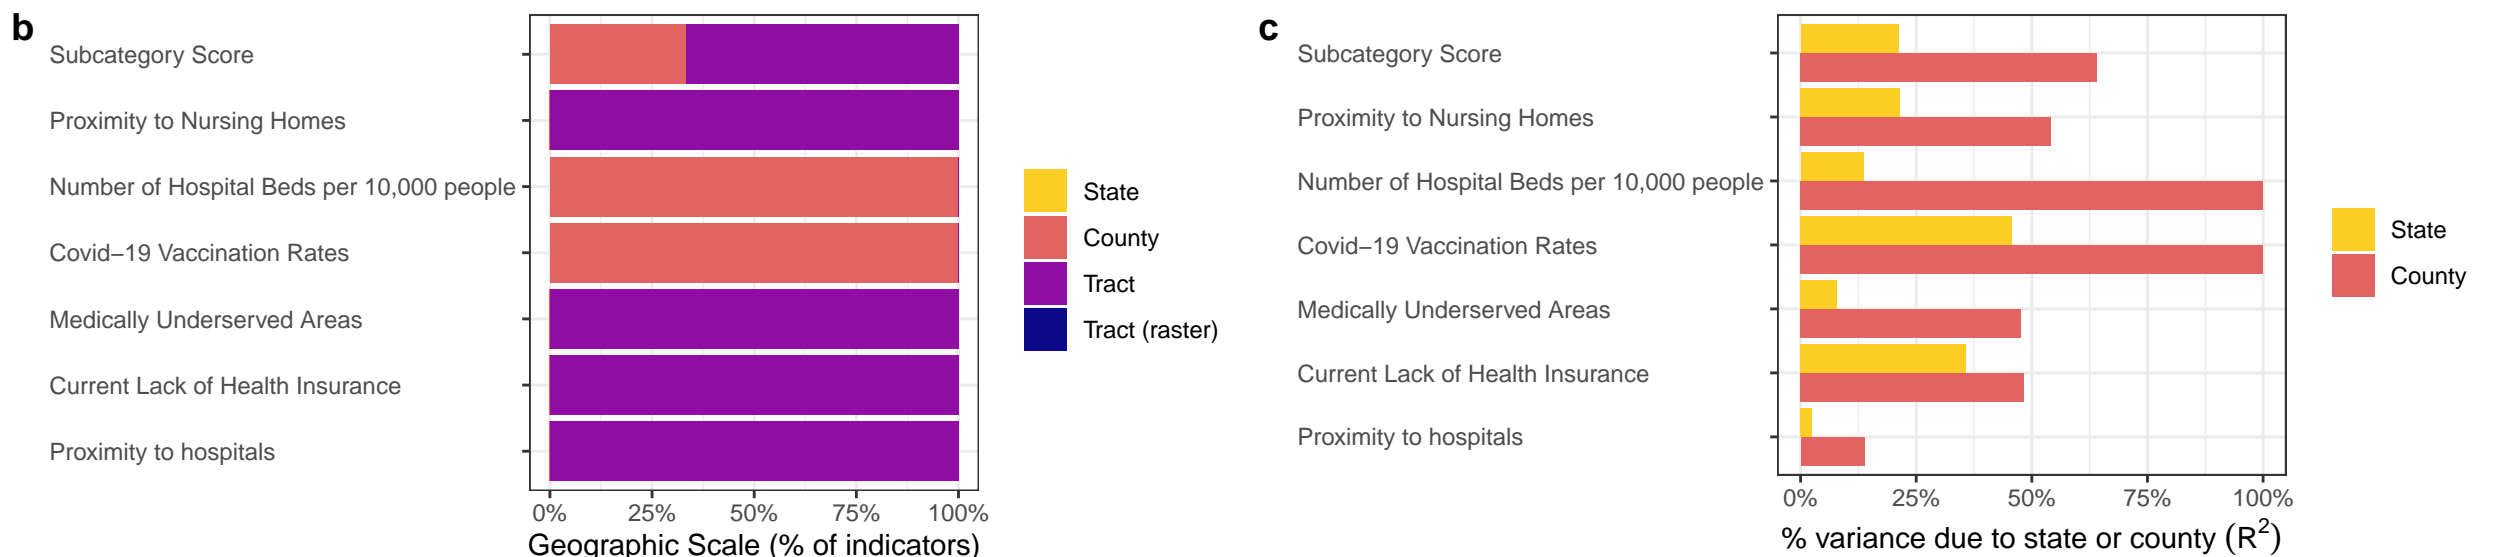 b
Subcategory Score
Proximity to Nursing Homes
Number of Hospital Beds per 10,000 people
Covid−19 Vaccination Rates
Medically Underserved Areas
Current Lack of Health Insurance
Proximity to hospitals
0% 25% 50% 75% 100%
Geographic Scale (% of indicators)
State
County
Tract
Tract (raster)
c
Subcategory Score
Proximity to Nursing Homes
Number of Hospital Beds per 10,000 people
Covid−19 Vaccination Rates
Medically Underserved Areas
Current Lack of Health Insurance
Proximity to hospitals
0% 25% 50% 75% 100%
% variance due to state or county (R²)
State
County